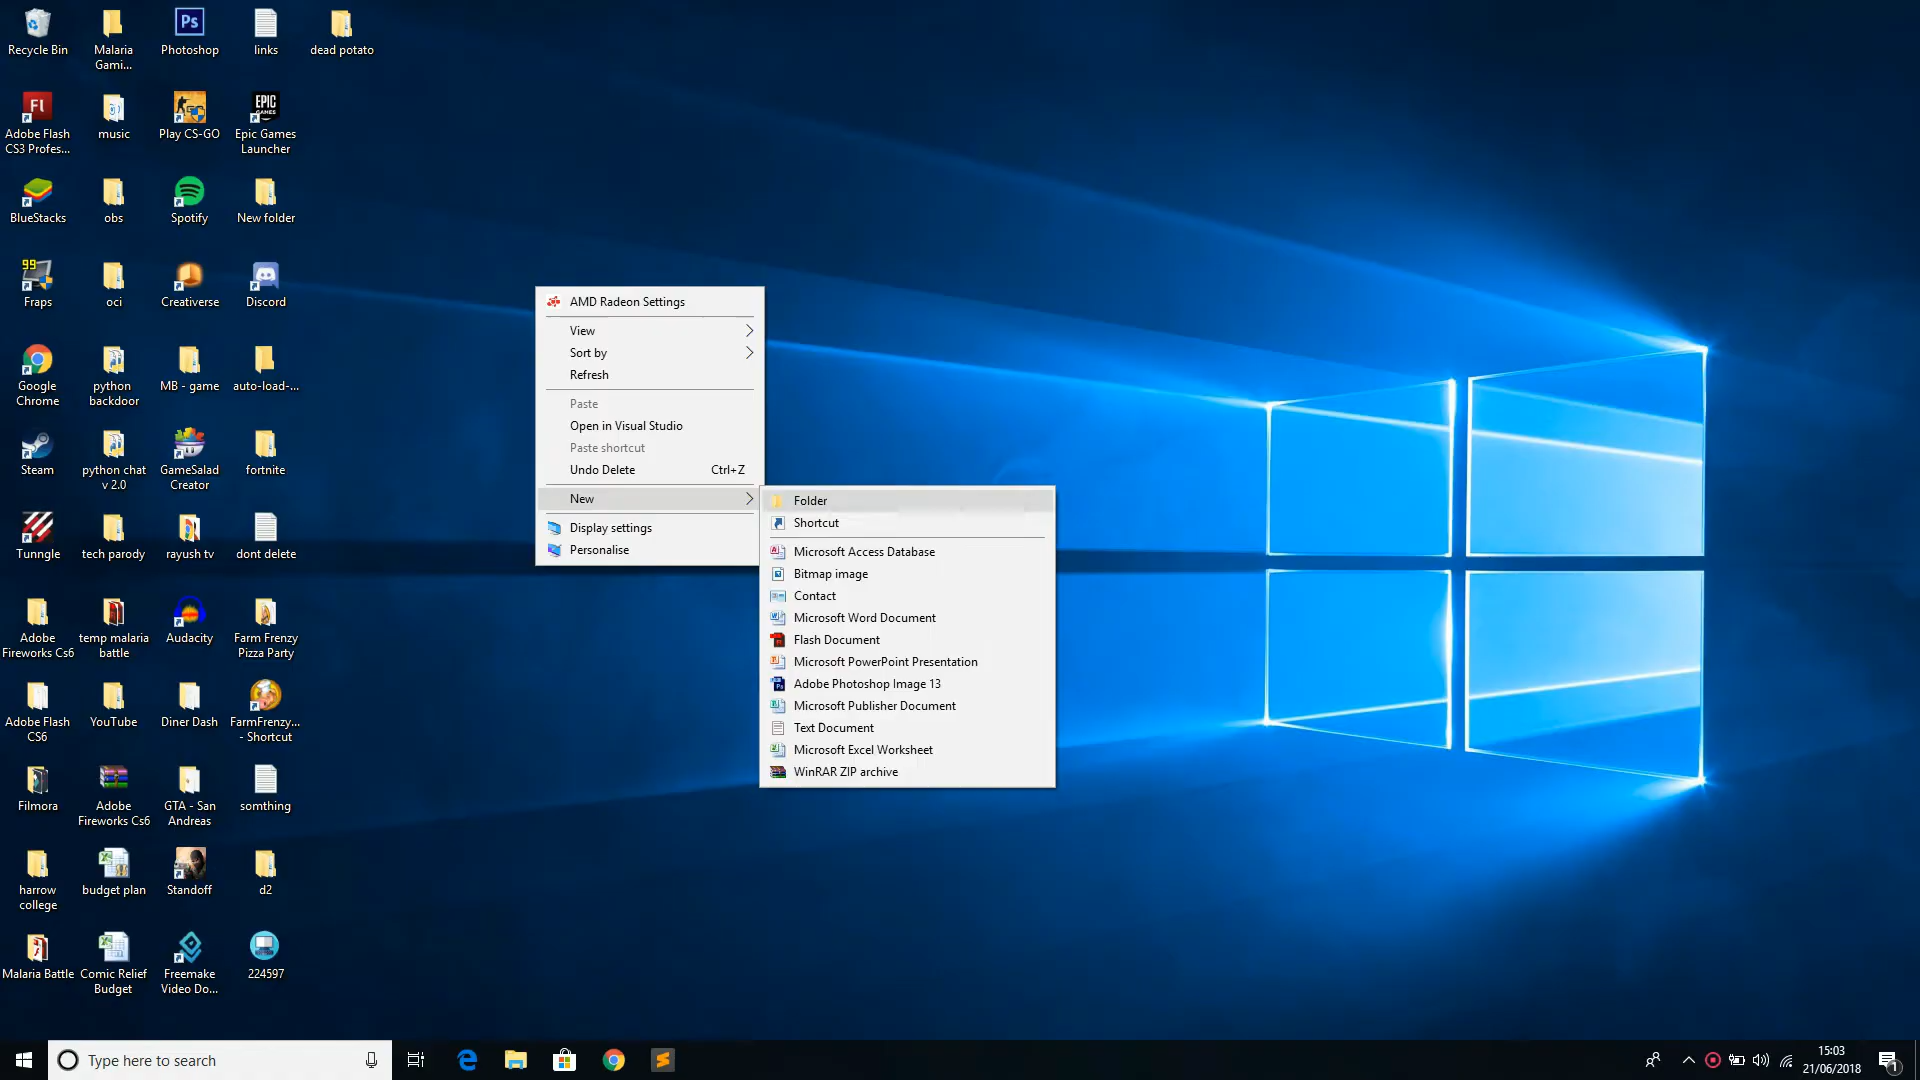 Recycle Bin
Malaria
Gami...
Ps
Photoshop
links
dead potato
Fl
Adobe Flash
CS3 Profes...
music
Play CS-GO
EPIC
GAMES
Epic Games
Launcher
BlueStacks
obs
Spotify
New folder
99
Fraps
oci
Creativerse
Discord
Google
Chrome
python
backdoor
MB - game
auto-load-...
Steam
python chat
v 2.0
GameSalad
Creator
fortnite
Tunngle
tech parody
rayush tv
dont delete
Adobe
Fireworks Cs6
temp malaria
battle
Audacity
Farm Frenzy
Pizza Party
Adobe Flash
CS6
YouTube
Diner Dash
FarmFrenzy...
- Shortcut
Filmora
Adobe
Fireworks Cs6
GTA - San
Andreas
somthing
harrow
college
budget plan
Standoff
d2
Malaria Battle
Comic Relief
Budget
Freemake
Video Do...
224597
AMD Radeon Settings
View
Sort by
Refresh
Paste
Open in Visual Studio
Paste shortcut
Undo Delete Ctrl+Z
New
Display settings
Personalise
Folder
Shortcut
Microsoft Access Database
Bitmap image
Contact
Microsoft Word Document
Flash Document
Microsoft PowerPoint Presentation
Adobe Photoshop Image 13
Microsoft Publisher Document
Text Document
Microsoft Excel Worksheet
WinRAR ZIP archive
Type here to search
15:03
21/06/2018
1